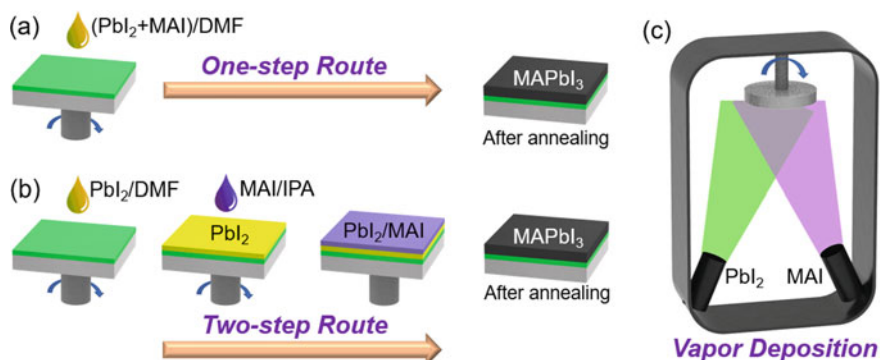 (a)
(PbI₂+MAI)/DMF
One-step Route
MAPbI₃
After annealing
(b)
PbI₂/DMF
MAI/IPA
PbI₂
PbI₂/MAI
MAPbI₃
After annealing
Two-step Route
(c)
PbI₂
MAI
Vapor Deposition